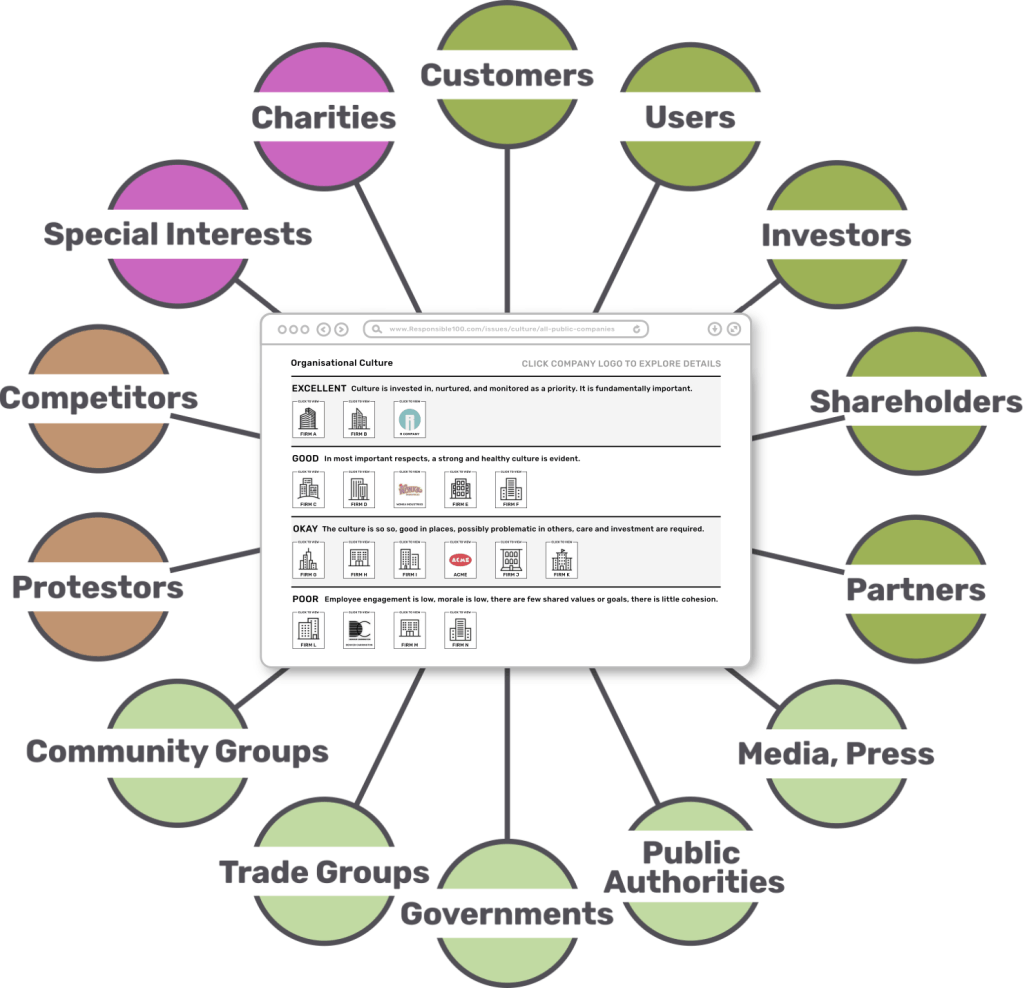 Customers
Charities
Users
Special Interests
Investors
www.Responsible100.com/issues/culture/all-public-companies
Organisational Culture
CLICK COMPANY LOGO TO EXPLORE DETAILS
EXCELLENT Culture is invested in, nurtured, and monitored as a priority. It is fundamentally important.
CLICK TO VIEW CLICK TO VIEW CLICK TO VIEW
FIRM A FIRM B
COMPANY
Competitors
Shareholders
GOOD In most important respects, a strong and healthy culture is evident.
CLICK TO VIEW CLICK TO VIEW CLICK TO VIEW CLICK TO VIEW CLICK TO VIEW
FIRM C FIRM D
INDUSTRIES
FIRM E FIRM F
OKAY The culture is so so, good in places, possibly problematic in others, care and investment are required.
CLICK TO VIEW CLICK TO VIEW CLICK TO VIEW CLICK TO VIEW CLICK TO VIEW CLICK TO VIEW
ACME
FIRM G FIRM H FIRM I ACME FIRM J FIRM K
Protestors
Partners
POOR Employee engagement is low, morale is low, there are few shared values or goals, there is little cohesion.
CLICK TO VIEW CLICK TO VIEW CLICK TO VIEW CLICK TO VIEW
FIRM L
FIRM M FIRM N
Community Groups
Media, Press
Trade Groups
Public
Authorities
Governments